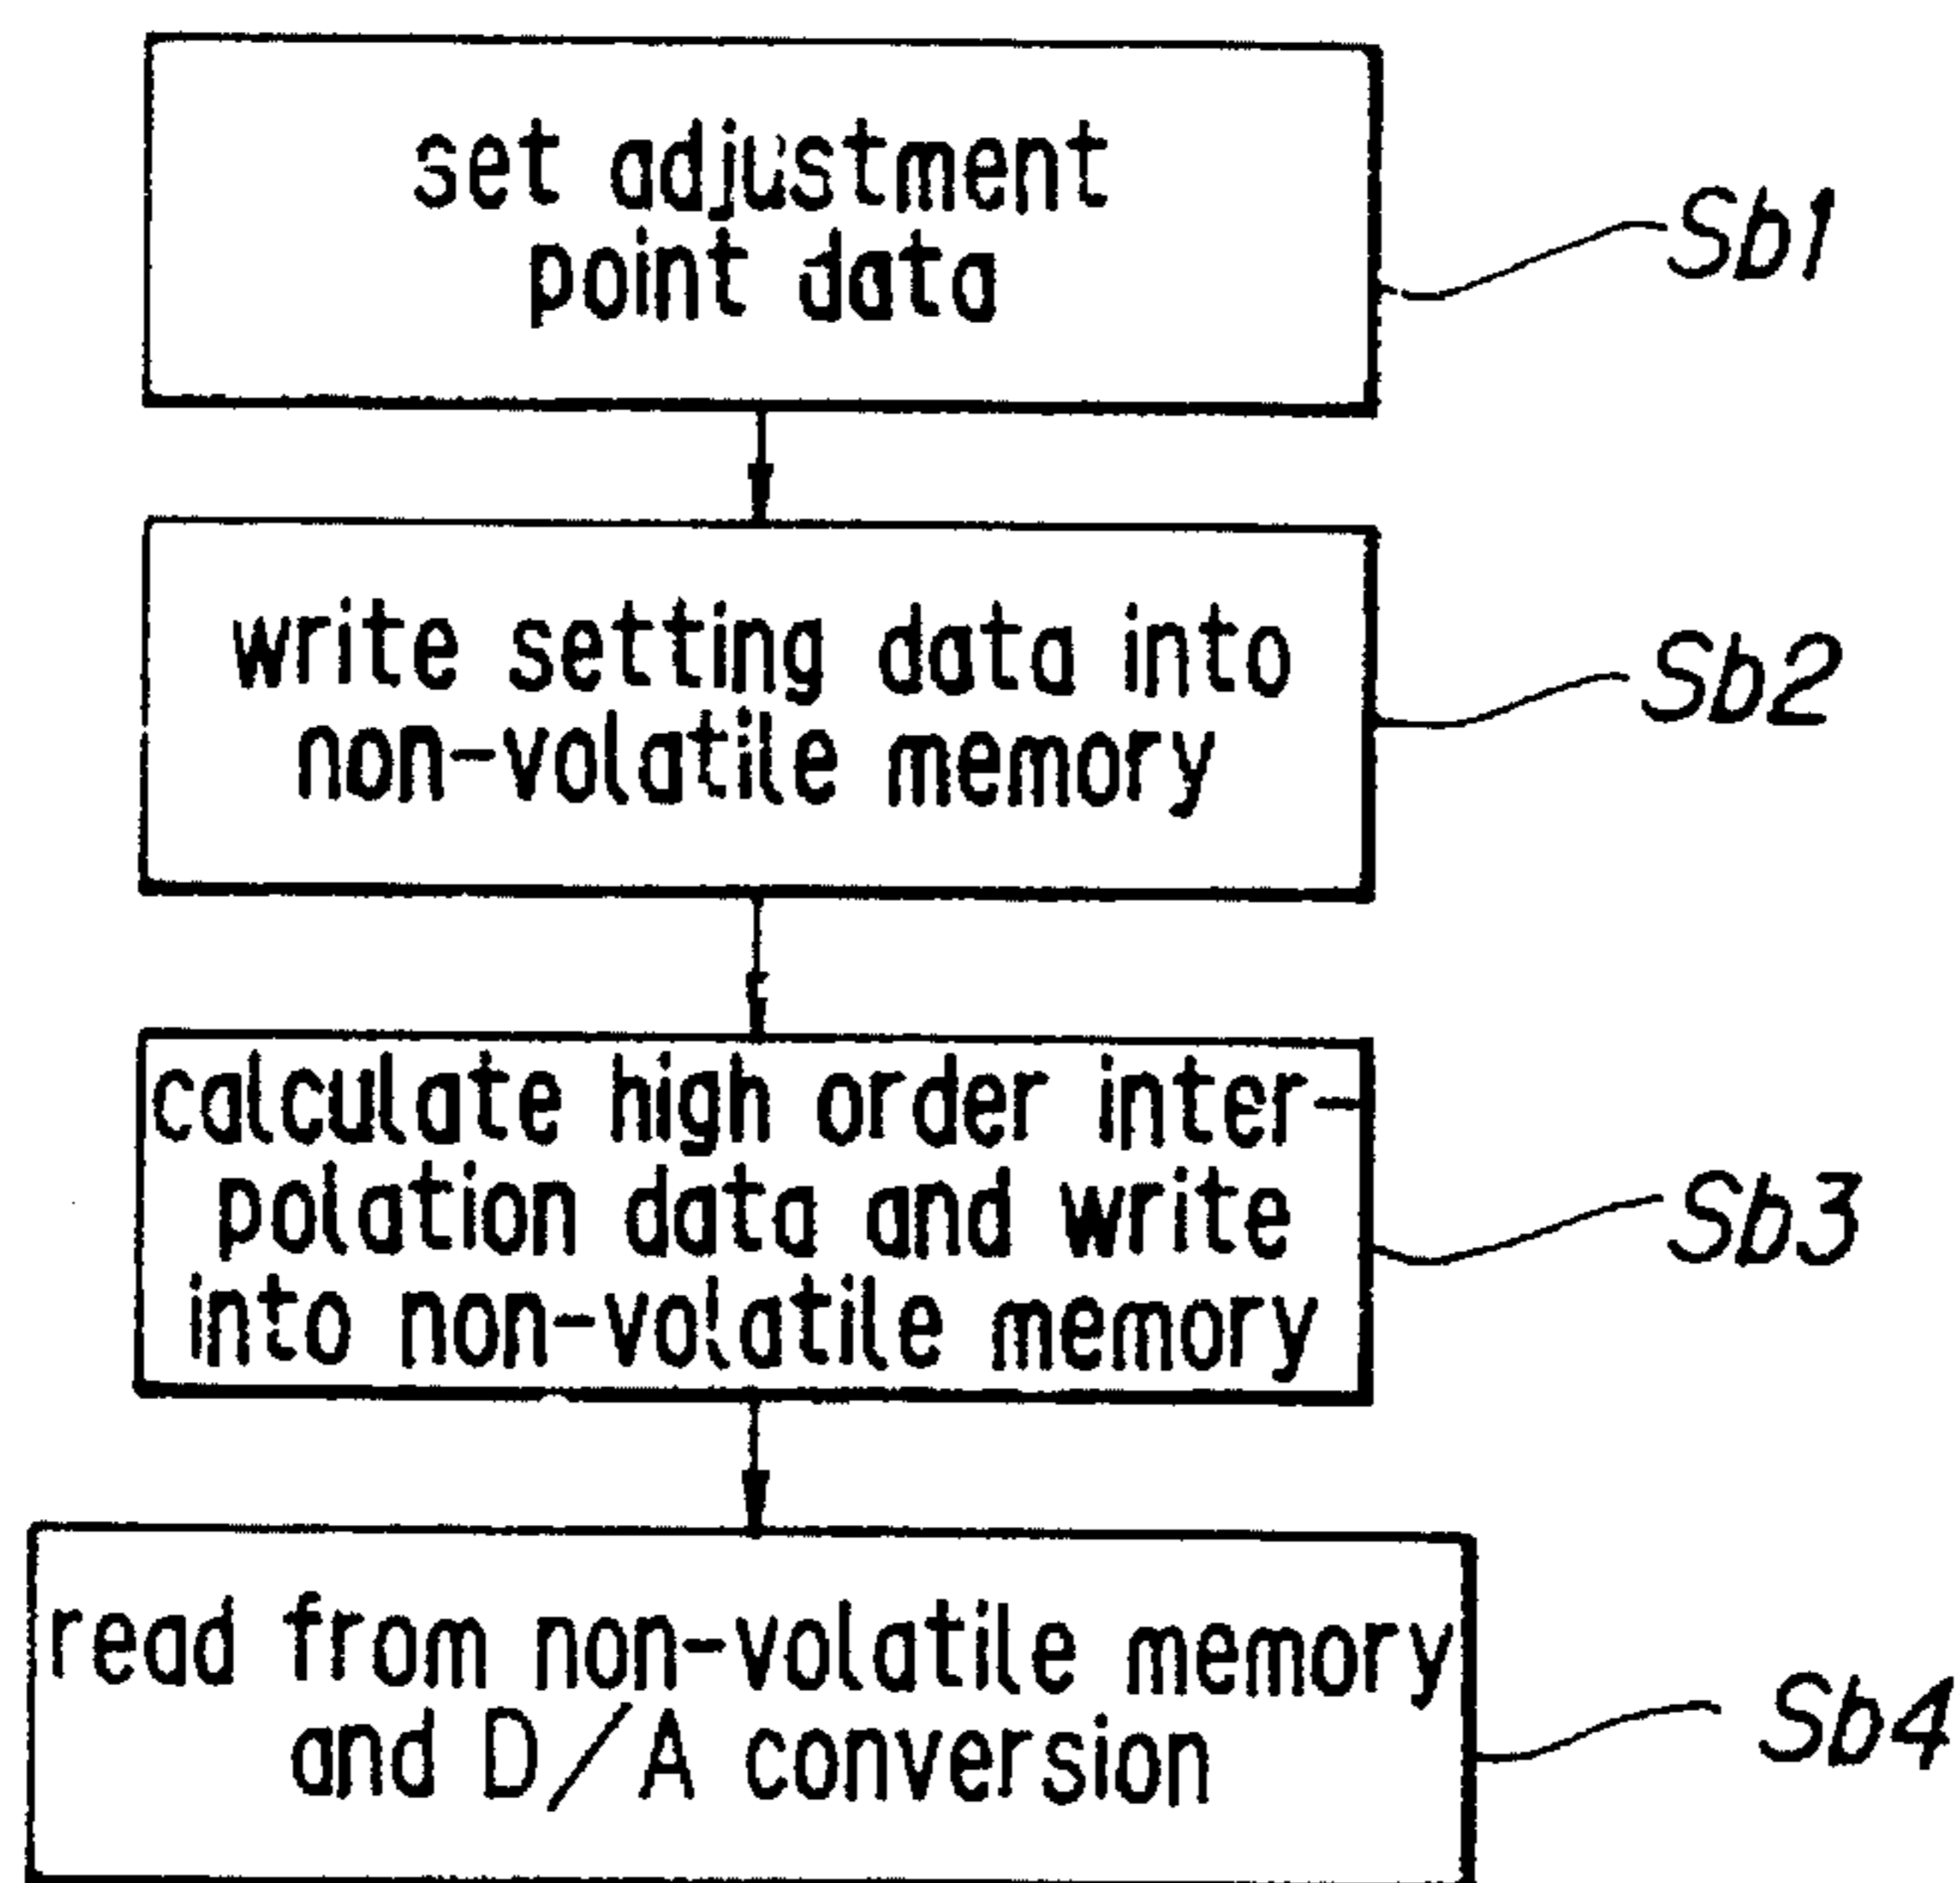 set adjustment
point data
Sb1
write setting data into
non-volatile memory
Sb2
calculate high order inter-
polation data and write
into non-volatile memory
Sb3
read from non-volatile memory
and D/A conversion
Sb4